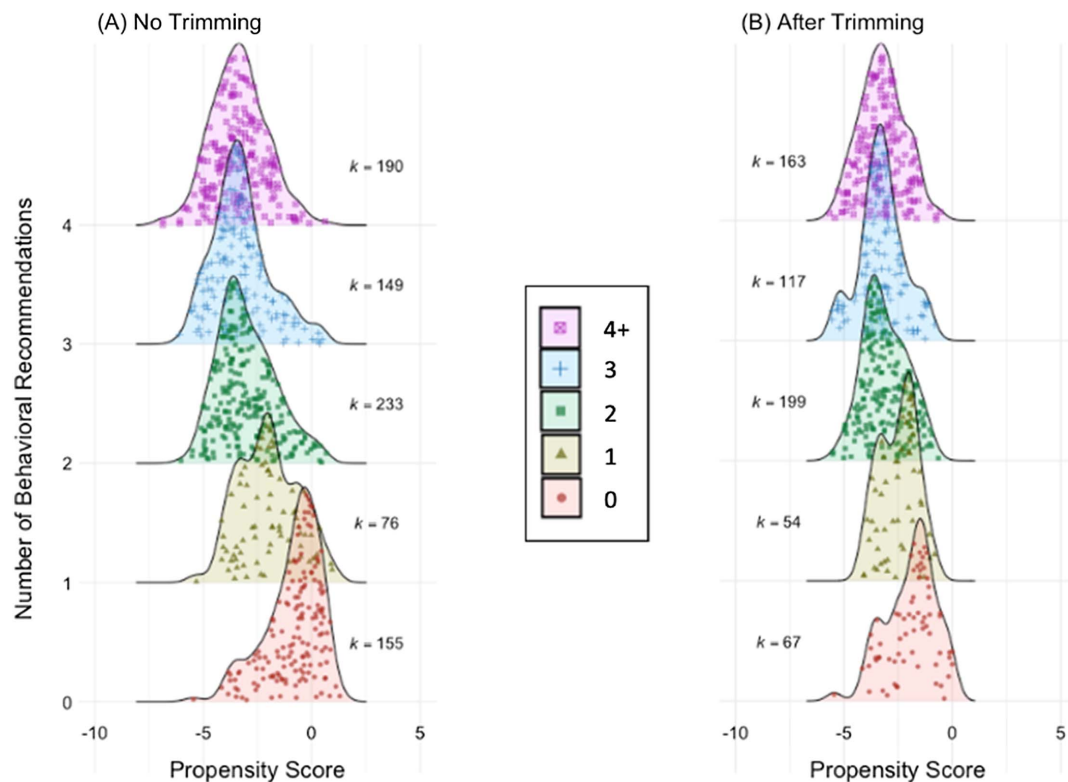 (A) No Trimming
(B) After Trimming
Number of Behavioral Recommendations
4
3
2
1
0
k = 190
k = 149
k = 233
k = 76
k = 155
-10
-5
0
5
Propensity Score
4+
3
2
1
0
k = 163
k = 117
k = 199
k = 54
k = 67
-10
-5
0
5
Propensity Score